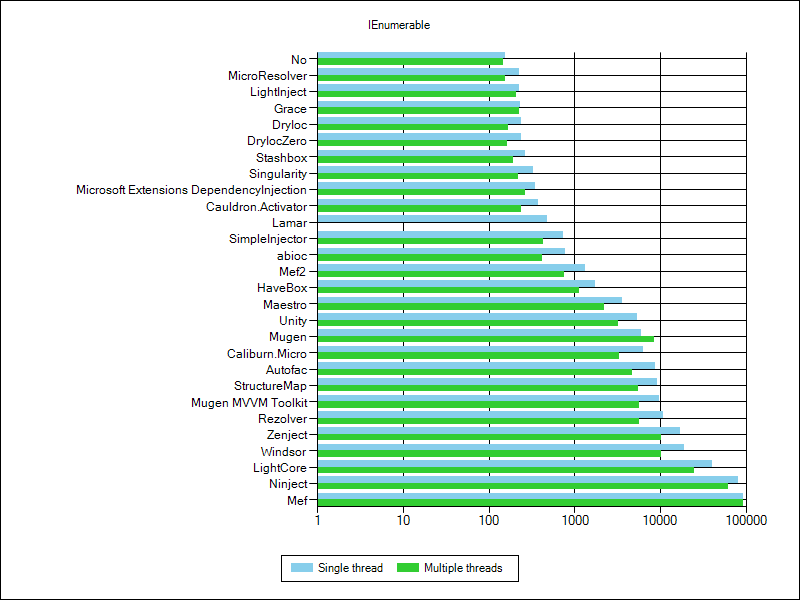 IEnumerable
No
MicroResolver
LightInject
Grace
DryIoc
DryIocZero
Stashbox
Singularity
Microsoft Extensions DependencyInjection
Cauldron.Activator
Lamar
SimpleInjector
abioc
Mef2
HaveBox
Maestro
Unity
Mugen
Caliburn.Micro
Autofac
StructureMap
Mugen MVVM Toolkit
Rezolver
Zenject
Windsor
LightCore
Ninject
Mef
1 10 100 1000 10000 100000
Single thread Multiple threads